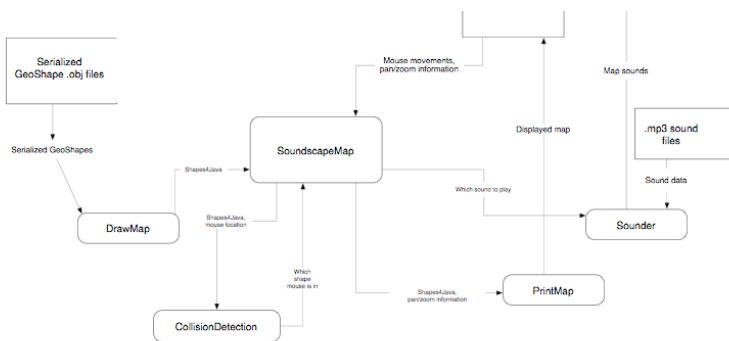 Serialized
GeoShape .obj files
Mouse movements,
pan/zoom information
Map sounds
Displayed map
.mp3 sound
files
Serialized GeoShapes
SoundscapeMap
Shapes4Java
Sound data
Which sound to play
DrawMap
Shapes4Java,
mouse location
Sounder
Which
shape
mouse is in
Shapes4Java,
pan/zoom information
PrintMap
CollisionDetection